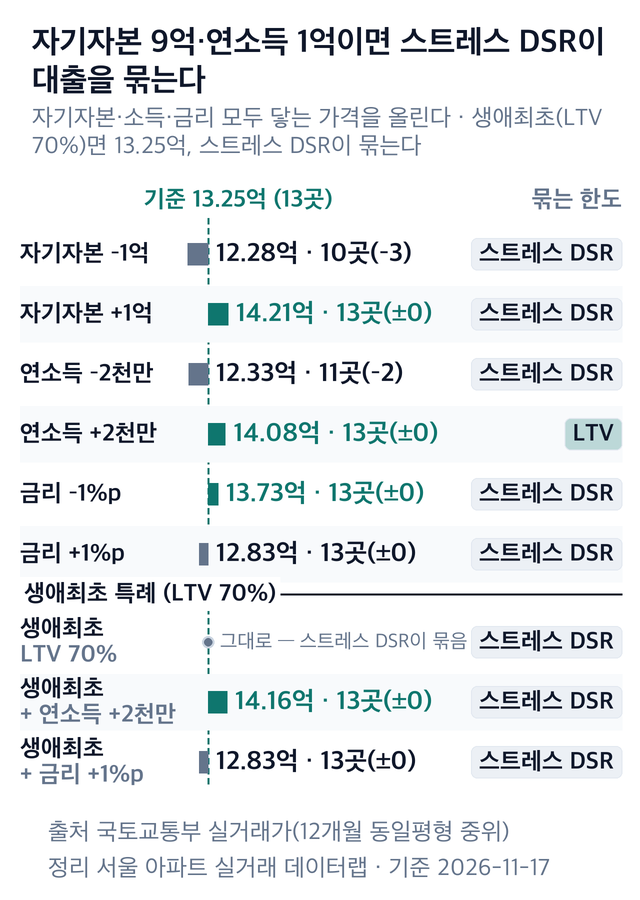 자기자본 9억·연소득 1억이면 스트레스 DSR이
대출을 묶는다
자기자본·소득·금리 모두 닿는 가격을 올린다 · 생애최초(LTV
70%)면 13.25억, 스트레스 DSR이 묶는다
기준 13.25억 (13곳) 묶는 한도
자기자본 -1억 12.28억 · 10곳(-3) 스트레스 DSR
자기자본 +1억 14.21억 · 13곳(±0) 스트레스 DSR
연소득 -2천만 12.33억 · 11곳(-2) 스트레스 DSR
연소득 +2천만 14.08억 · 13곳(±0) LTV
금리 -1%p 13.73억 · 13곳(±0) 스트레스 DSR
금리 +1%p 12.83억 · 13곳(±0) 스트레스 DSR
생애최초 특례 (LTV 70%)
생애최초
LTV 70% 그대로 — 스트레스 DSR이 묶음 스트레스 DSR
생애최초
+ 연소득 +2천만 14.16억 · 13곳(±0) 스트레스 DSR
생애최초
+ 금리 +1%p 12.83억 · 13곳(±0) 스트레스 DSR
출처 국토교통부 실거래가(12개월 동일평형 중위)
정리 서울 아파트 실거래 데이터랩 · 기준 2026-11-17